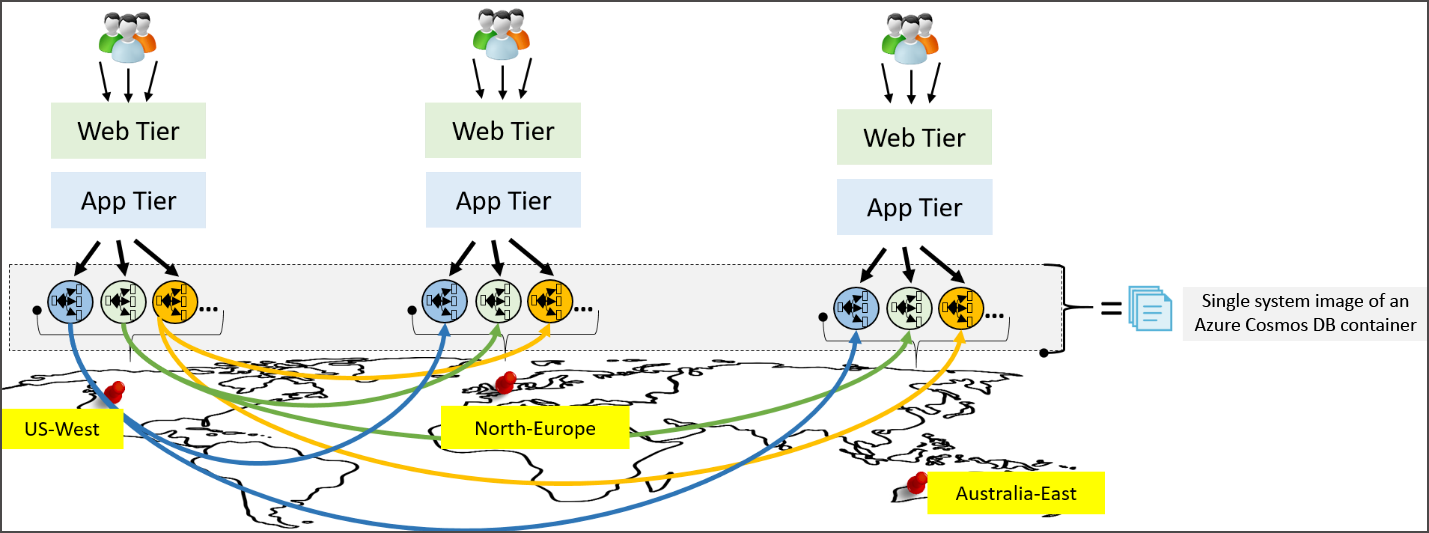 Web Tier
Web Tier
Web Tier
App Tier
App Tier
App Tier
...
...
...
=
Single system image of an
Azure Cosmos DB container
US-West
North-Europe
Australia-East